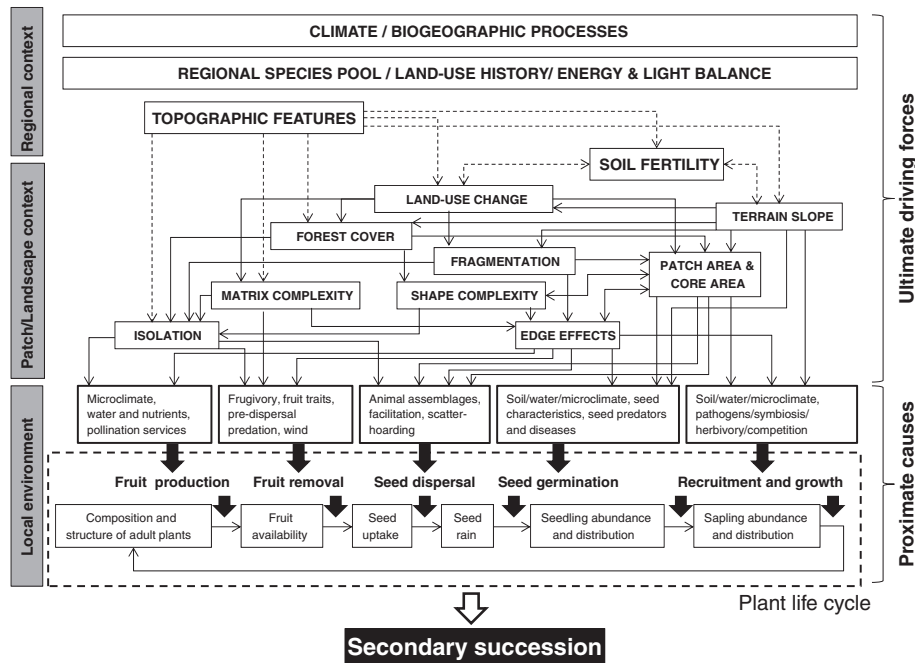 Regional context
Patch/Landscape context
Local environment
CLIMATE / BIOGEOGRAPHIC PROCESSES
REGIONAL SPECIES POOL / LAND-USE HISTORY/ ENERGY & LIGHT BALANCE
TOPOGRAPHIC FEATURES
SOIL FERTILITY
LAND-USE CHANGE
TERRAIN SLOPE
FOREST COVER
FRAGMENTATION
PATCH AREA &
CORE AREA
MATRIX COMPLEXITY
SHAPE COMPLEXITY
ISOLATION
EDGE EFFECTS
Microclimate,
water and nutrients,
pollination services
Frugivory, fruit traits,
pre-dispersal
predation, wind
Animal assemblages,
facilitation, scatter-
hoarding
Soil/water/microclimate, seed
characteristics, seed predators
and diseases
Soil/water/microclimate,
pathogens/symbiosis/
herbivory/competition
Fruit production
Fruit removal
Seed dispersal
Seed germination
Recruitment and growth
Composition and
structure of adult plants
Fruit
availability
Seed
uptake
Seed
rain
Seedling abundance
and distribution
Sapling abundance
and distribution
Plant life cycle
Secondary succession
Ultimate driving forces
Proximate causes